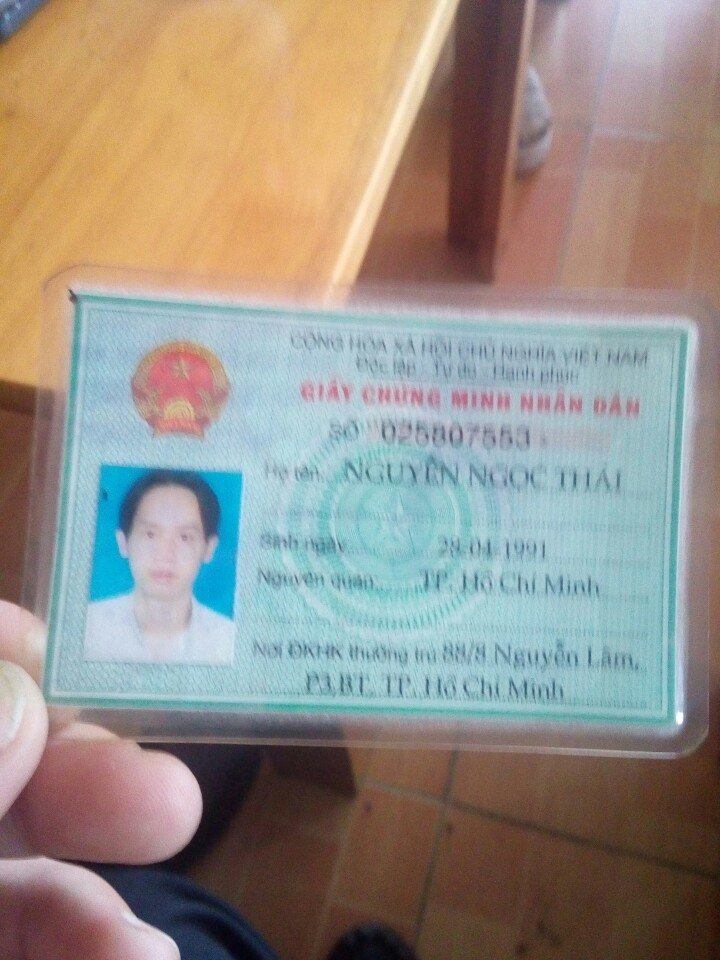 CỘNG HÒA XÃ HỘI CHỦ NGHĨA VIỆT NAM
Độc lập - Tự do - Hạnh phúc
GIẤY CHỨNG MINH NHÂN DÂN
SỐ 025807553
Họ tên: NGUYỄN NGỌC THÁI
Sinh ngày 28-04-1991
Nguyên quán TP. Hồ Chí Minh
Nơi ĐKHK thường trú 88/8 Nguyễn Lâm,
P3,BT, TP. Hồ Chí Minh